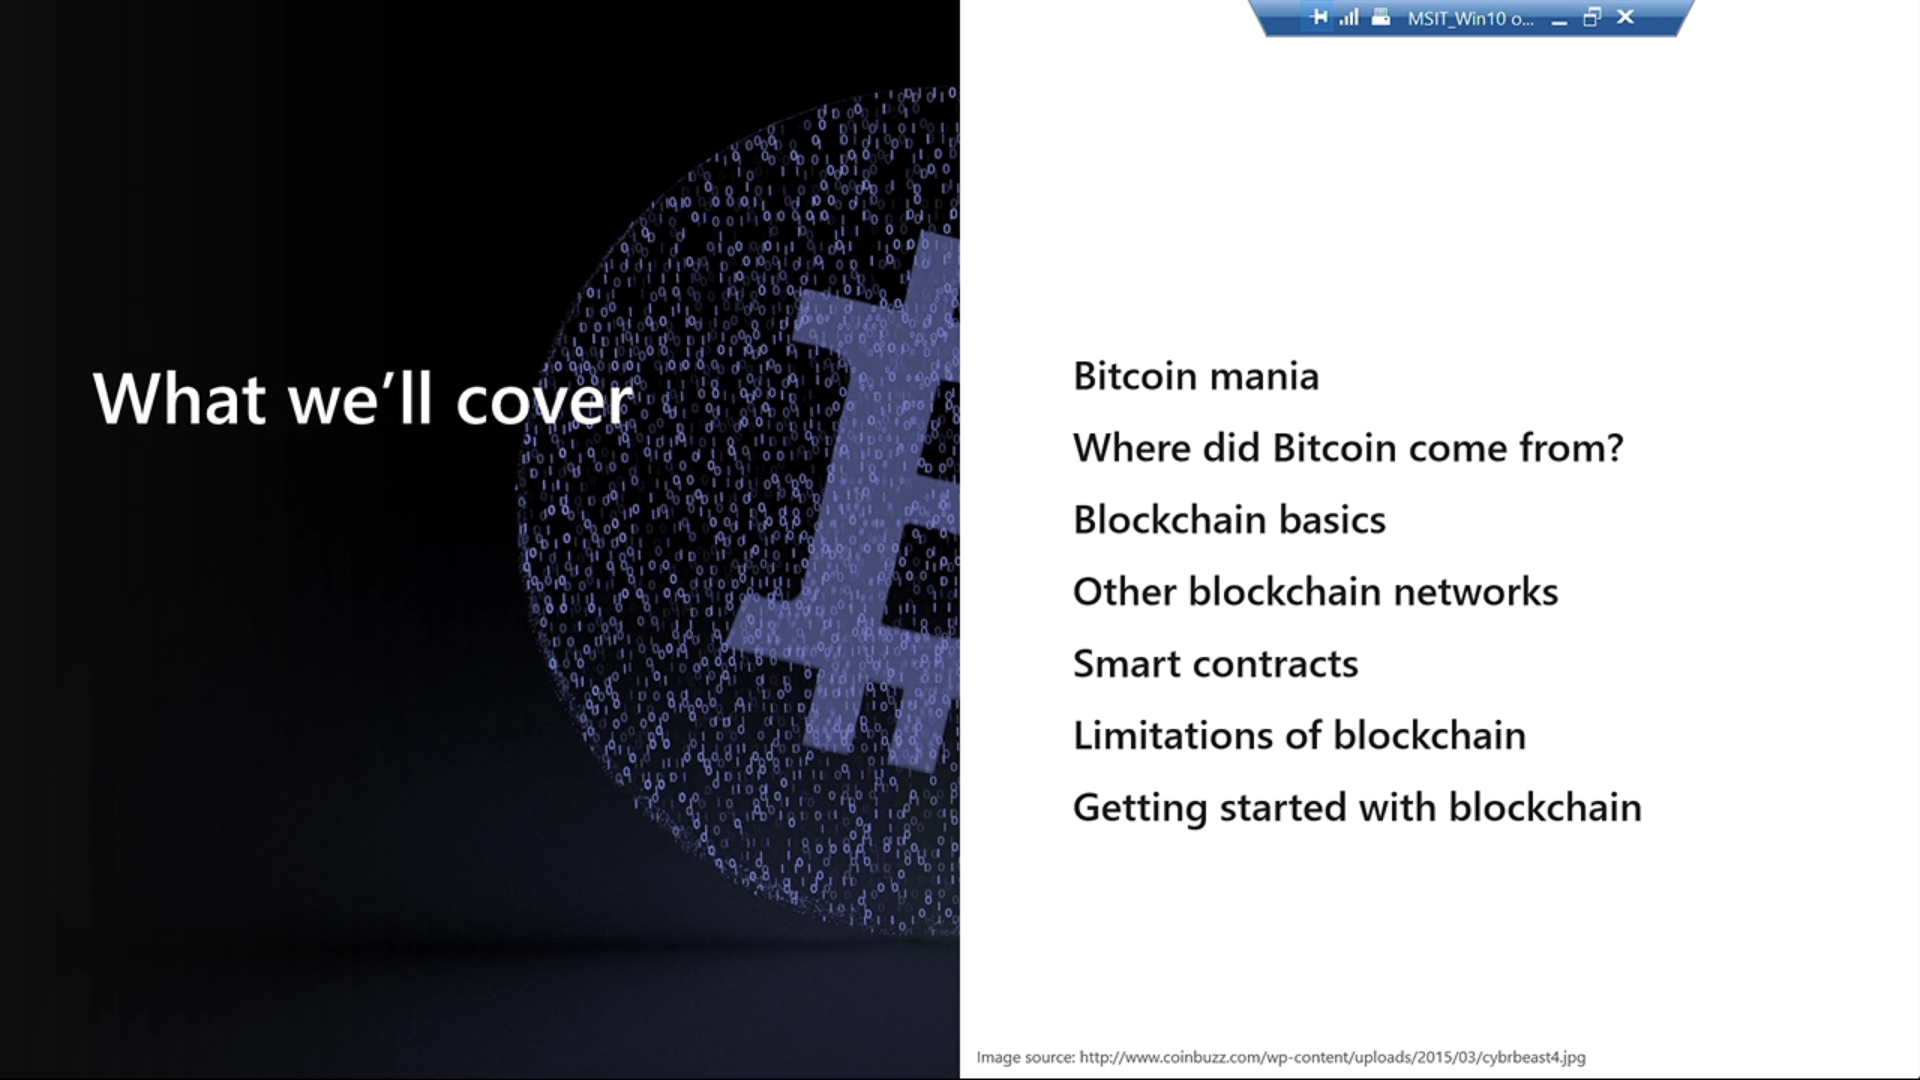 MSIT_Win10 o...
What we’ll cover
Bitcoin mania
Where did Bitcoin come from?
Blockchain basics
Other blockchain networks
Smart contracts
Limitations of blockchain
Getting started with blockchain
Image source: http://www.coinbuzz.com/wp-content/uploads/2015/03/cybrbeast4.jpg